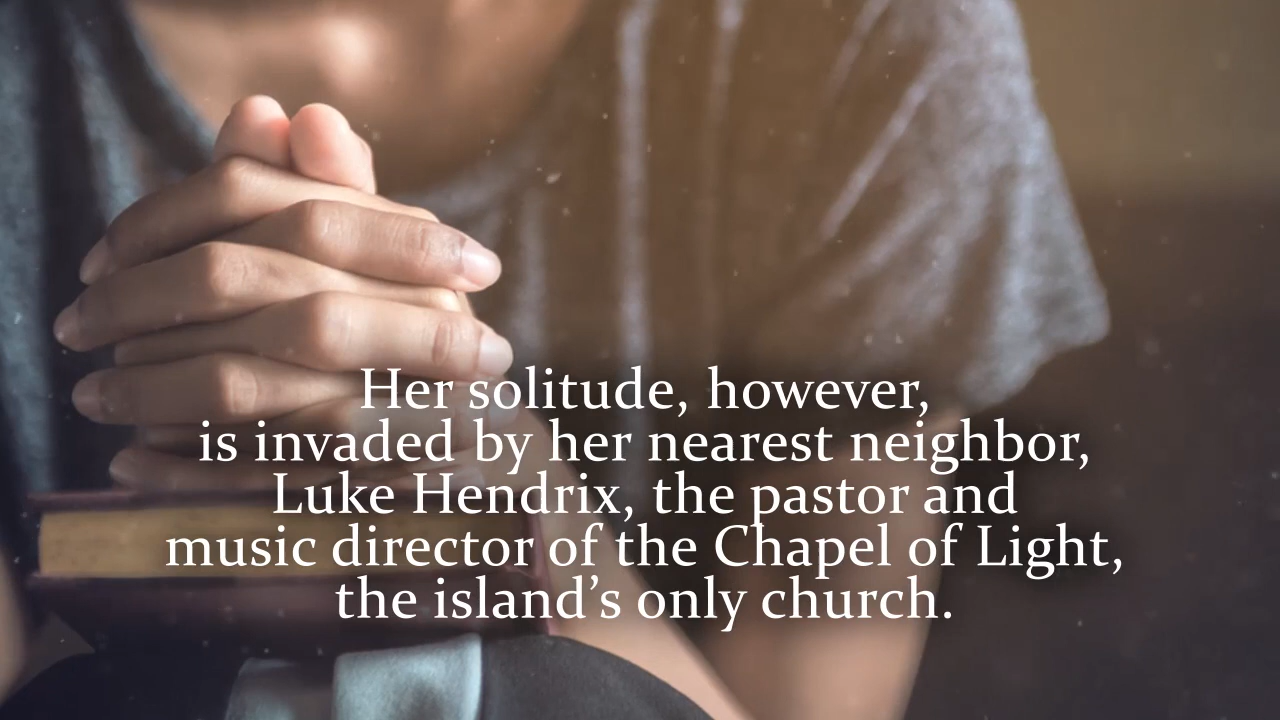 Her solitude, however,
is invaded by her nearest neighbor,
Luke Hendrix, the pastor and
music director of the Chapel of Light,
the island’s only church.